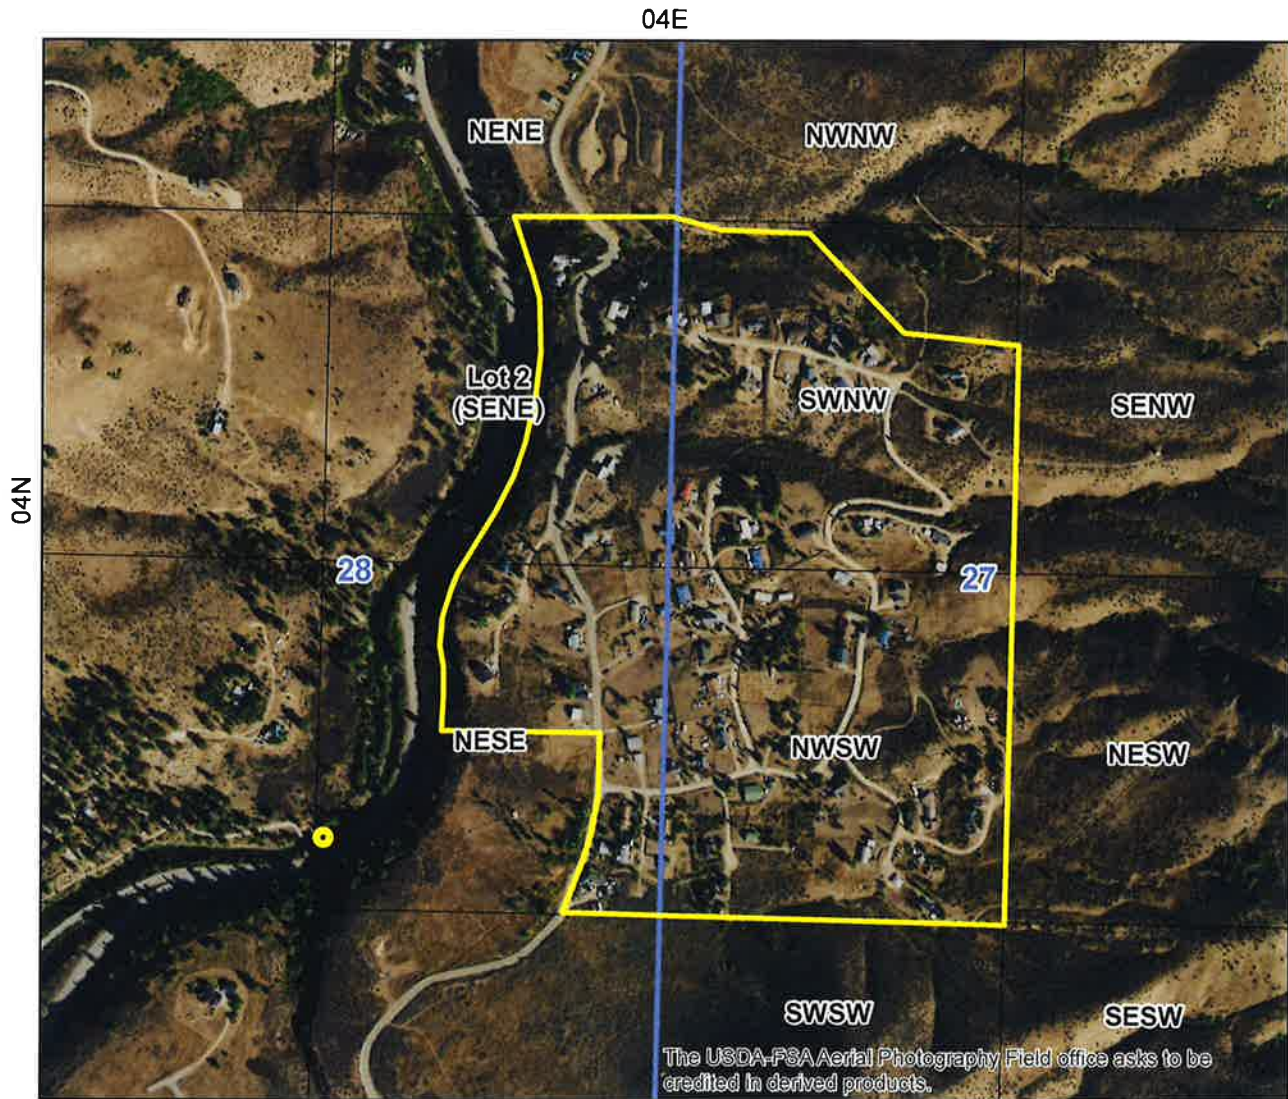 04E
NENE
NWNW
Lot 2
(SENE)
SWNW
SENW
04N
28
27
NESE
NWSW
NESW
SWSW
SESW
The USDA-FSA Aerial Photography Field office asks to be
credited in derived products.